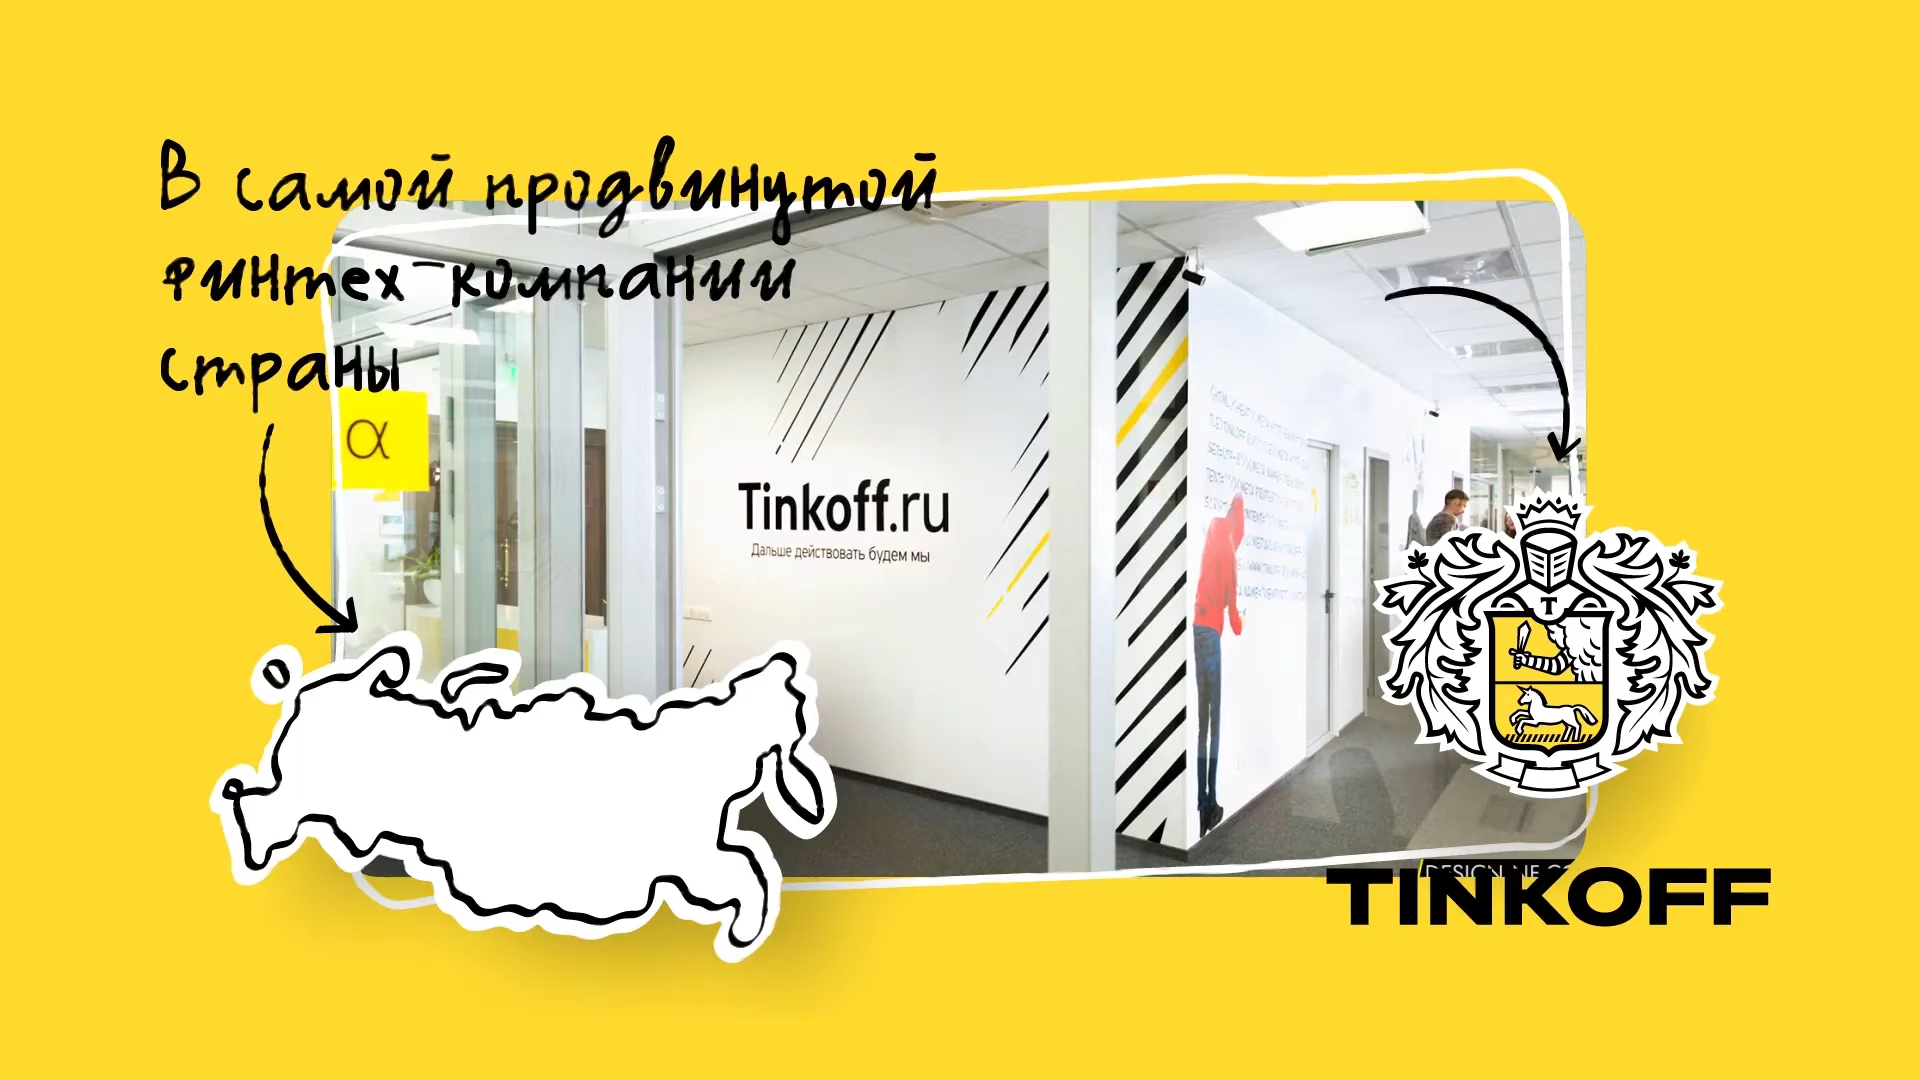 В самой продвинутой
финтех-компании
страны
α
Tinkoff.ru
Дальше действовать будем мы
T
TINKOFF